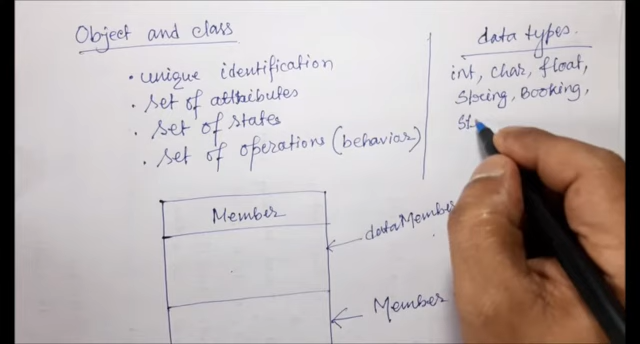 Object and class
. unique identification
. set of attributes
. set of states
. set of operations (behavior)
data types.
int, char, float,
String, Booking,
Member
dataMember
Member